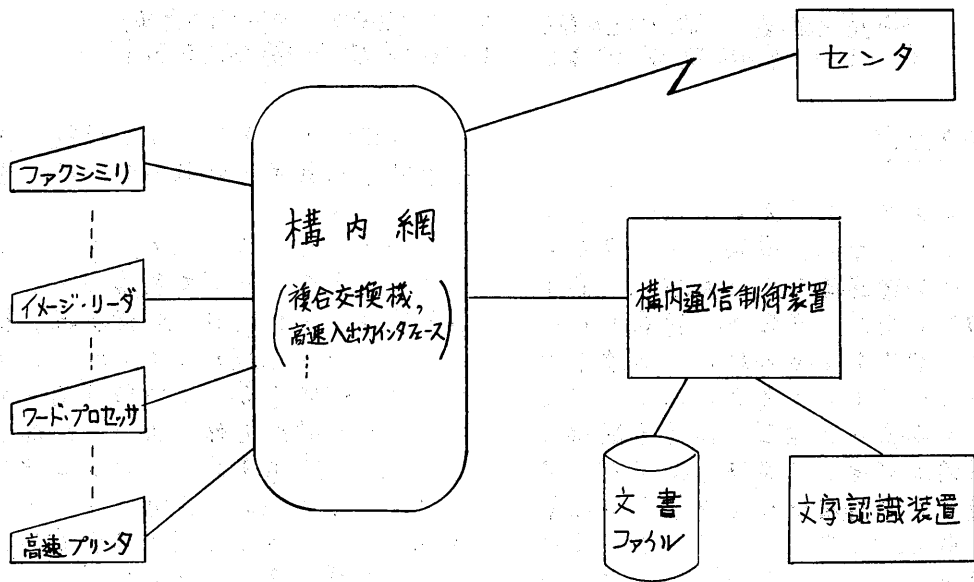 センタ
ファクシミリ
構内網
(複合交換機,
高速入出力インタフェース)
イメージ・リーダ
構内通信制御装置
ワード・プロセッサ
高速プリンタ
文書
ファイル
文字認識装置